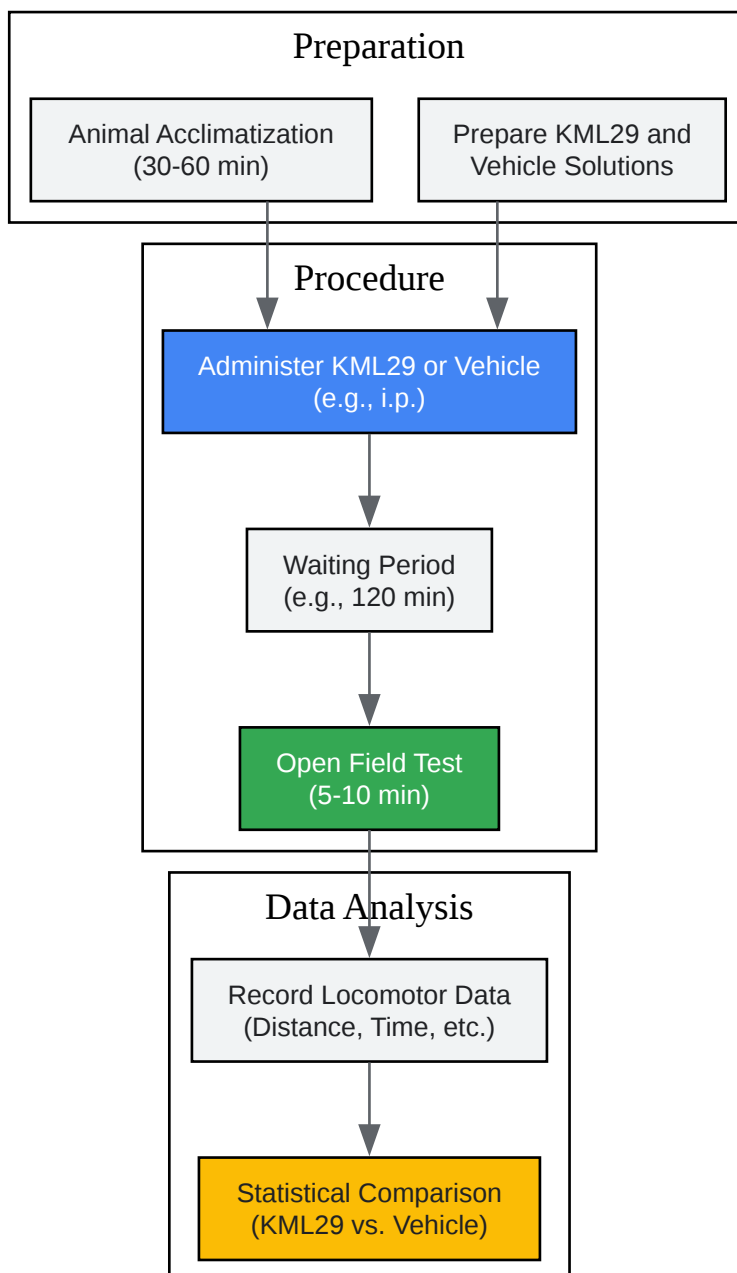 Preparation
Animal Acclimatization
(30-60 min)
Prepare KML29 and
Vehicle Solutions
Procedure
Administer KML29 or Vehicle
(e.g., i.p.)
Waiting Period
(e.g., 120 min)
Open Field Test
(5-10 min)
Data Analysis
Record Locomotor Data
(Distance, Time, etc.)
Statistical Comparison
(KML29 vs. Vehicle)